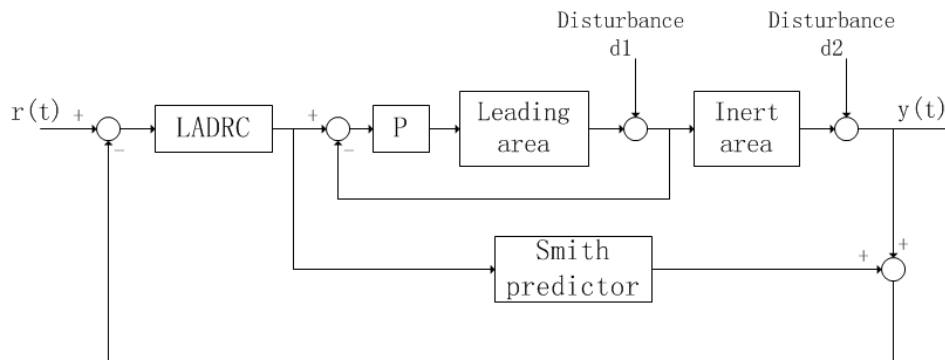 Disturbance
d1
Disturbance
d2
r(t)
+
−
LADRC
+
−
P
Leading
area
Inert
area
y(t)
Smith
predictor
+
+